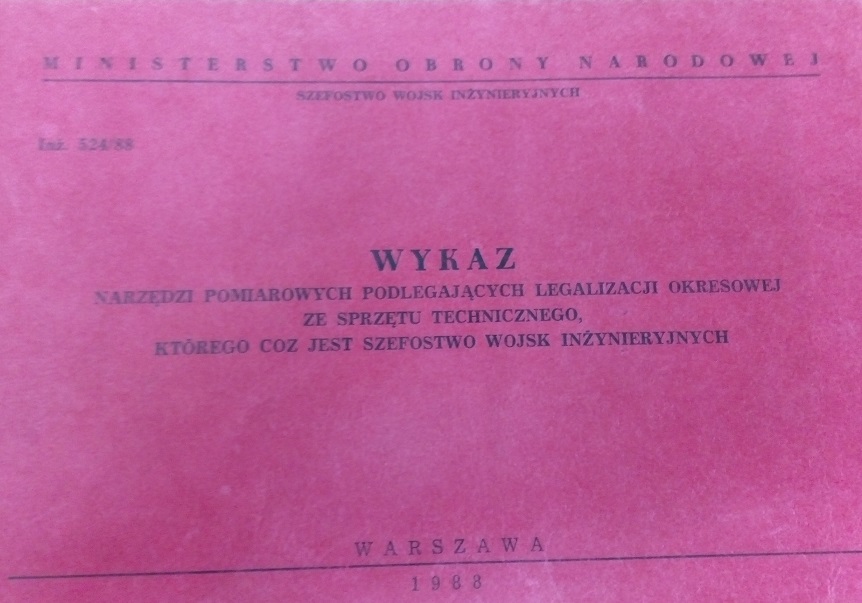 MINISTERSTWO OBRONY NARODOWEJ
SZEFOSTWO WOJSK INŻYNIERYJNYCH
Inż. 524/88
WYKAZ
NARZĘDZI POMIAROWYCH PODLEGAJĄCYCH LEGALIZACJI OKRESOWEJ
ZE SPRZĘTU TECHNICZNEGO,
KTÓREGO COZ JEST SZEFOSTWO WOJSK INŻYNIERYJNYCH
WARSZAWA
1988